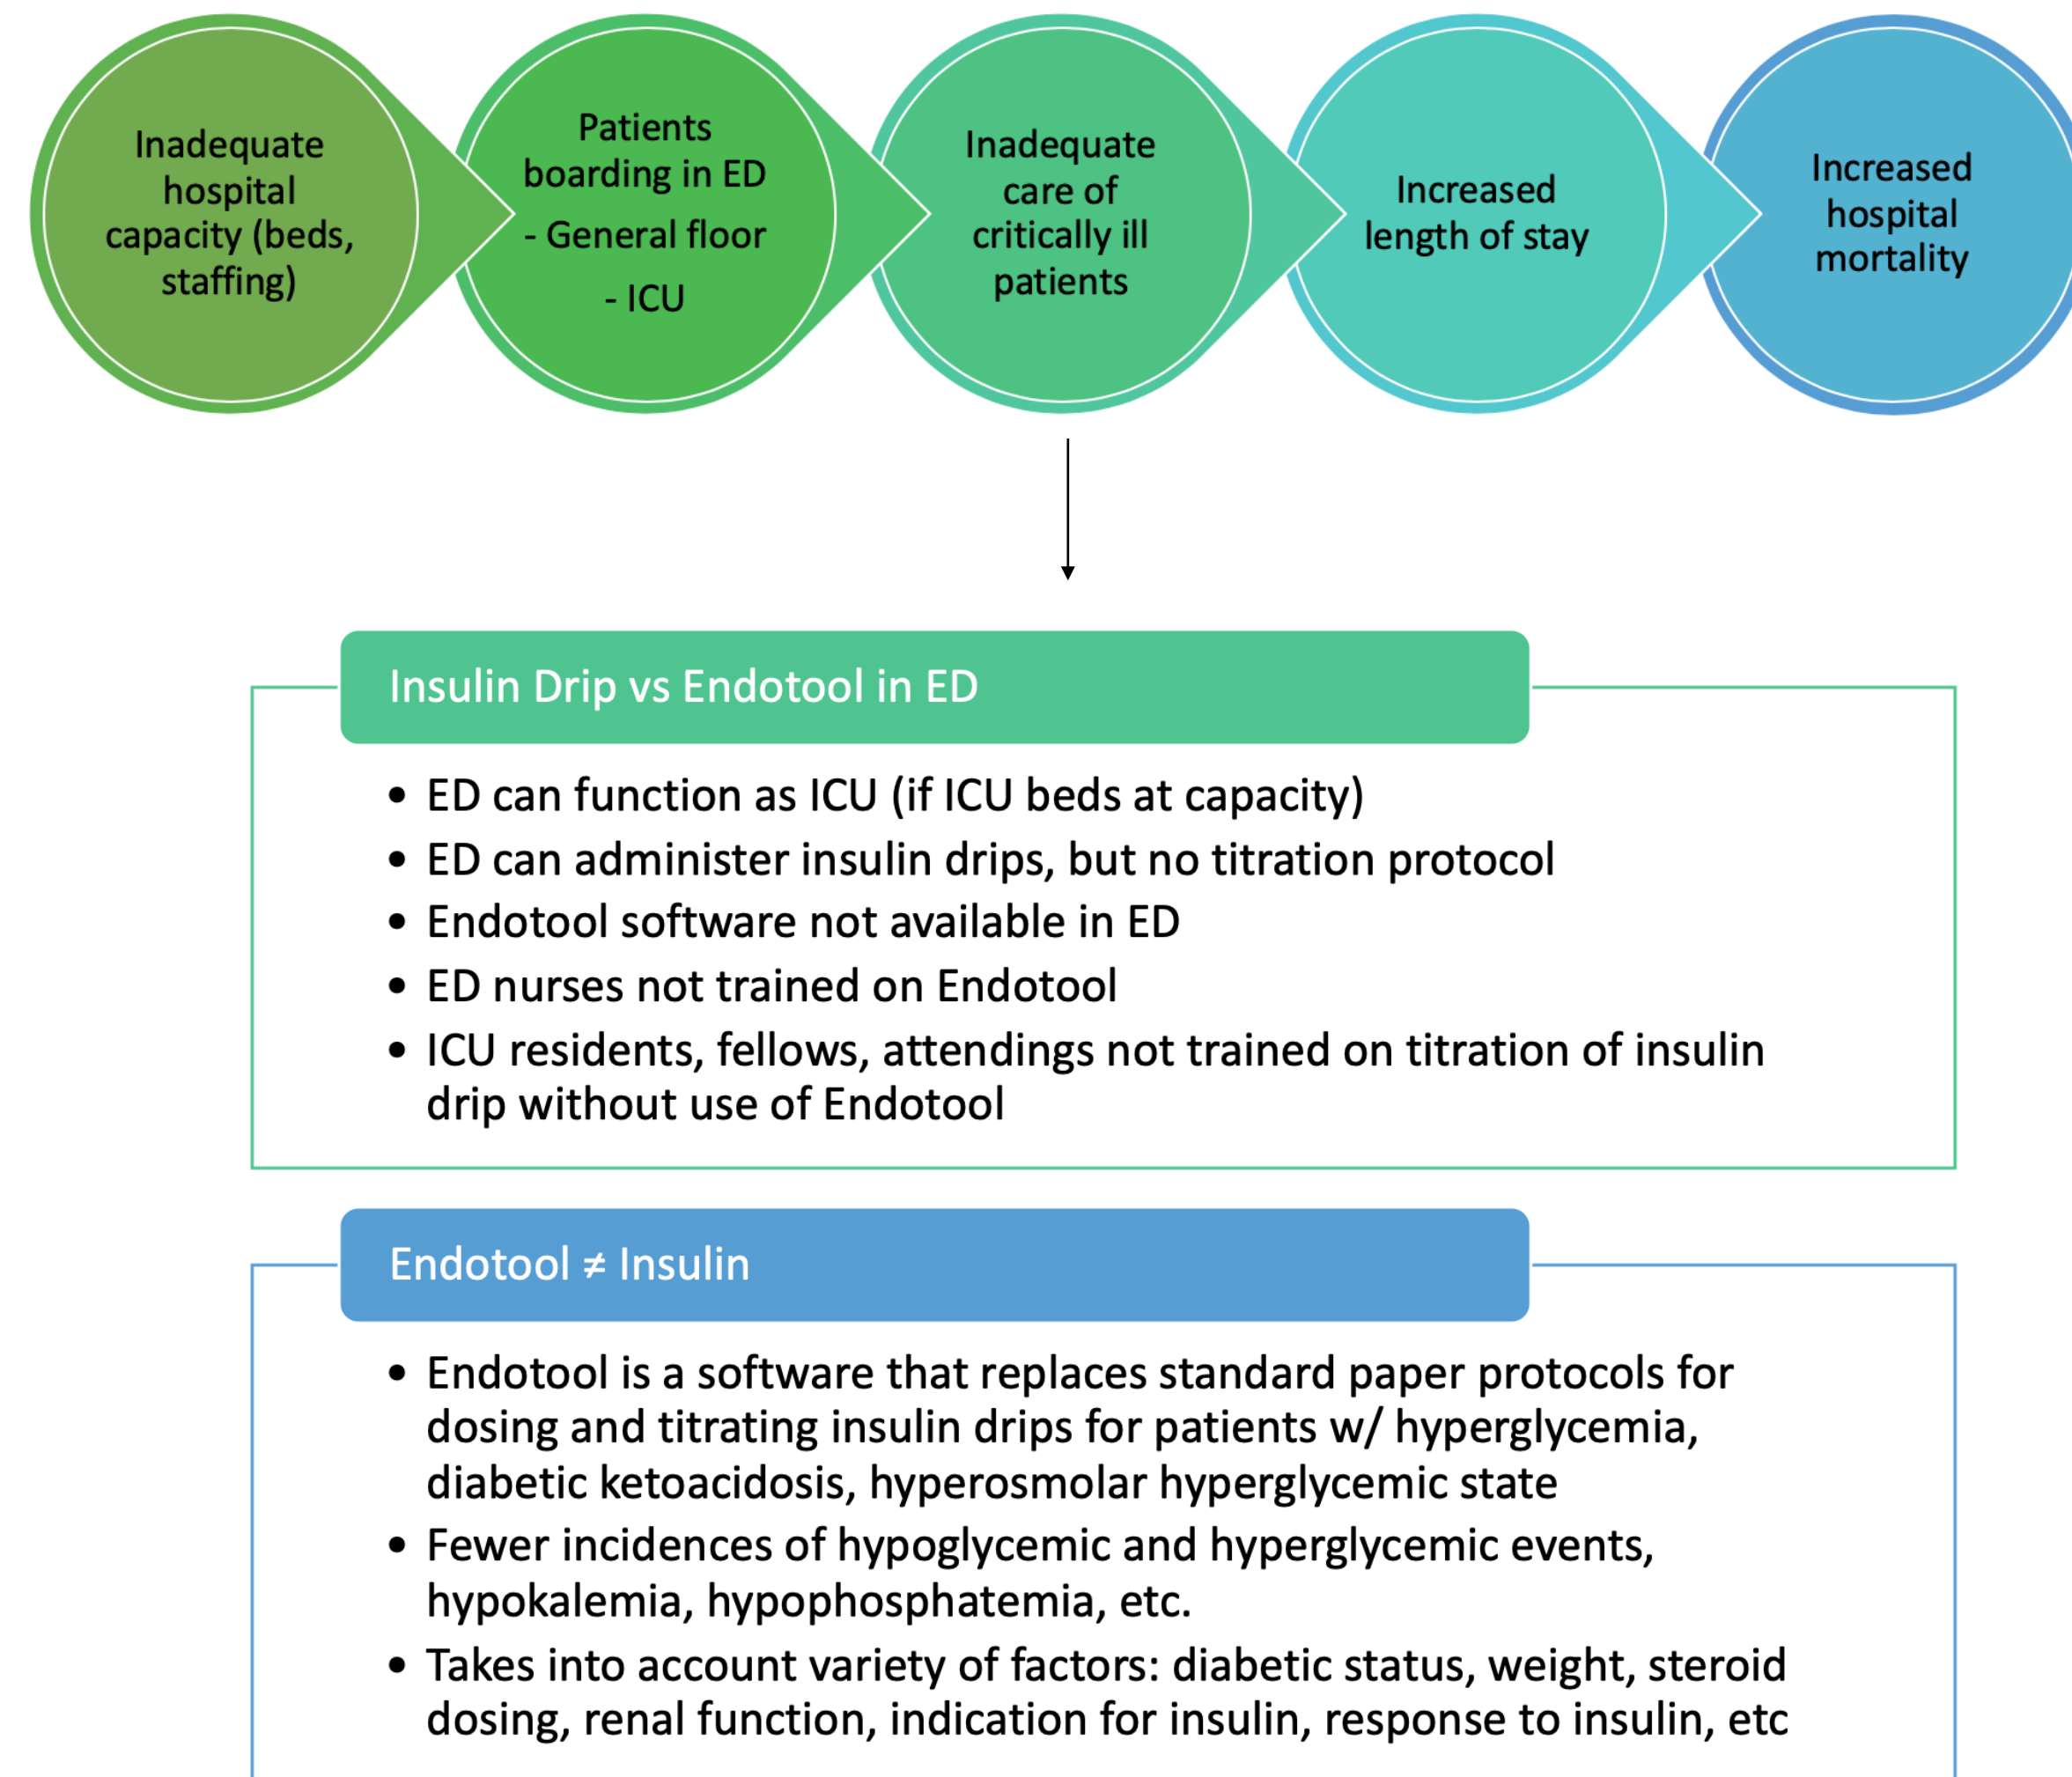 Inadequate
hospital
capacity (beds,
staffing)
Patients
boarding in ED
- General floor
- ICU
Inadequate
care of
critically ill
patients
Increased
length of stay
Increased
hospital
mortality
Insulin Drip vs Endotool in ED
• ED can function as ICU (if ICU beds at capacity)
• ED can administer insulin drips, but no titration protocol
• Endotool software not available in ED
• ED nurses not trained on Endotool
• ICU residents, fellows, attendings not trained on titration of insulin
drip without use of Endotool
Endotool ≠ Insulin
• Endotool is a software that replaces standard paper protocols for
dosing and titrating insulin drips for patients w/ hyperglycemia,
diabetic ketoacidosis, hyperosmolar hyperglycemic state
• Fewer incidences of hypoglycemic and hyperglycemic events,
hypokalemia, hypophosphatemia, etc.
• Takes into account variety of factors: diabetic status, weight, steroid
dosing, renal function, indication for insulin, response to insulin, etc